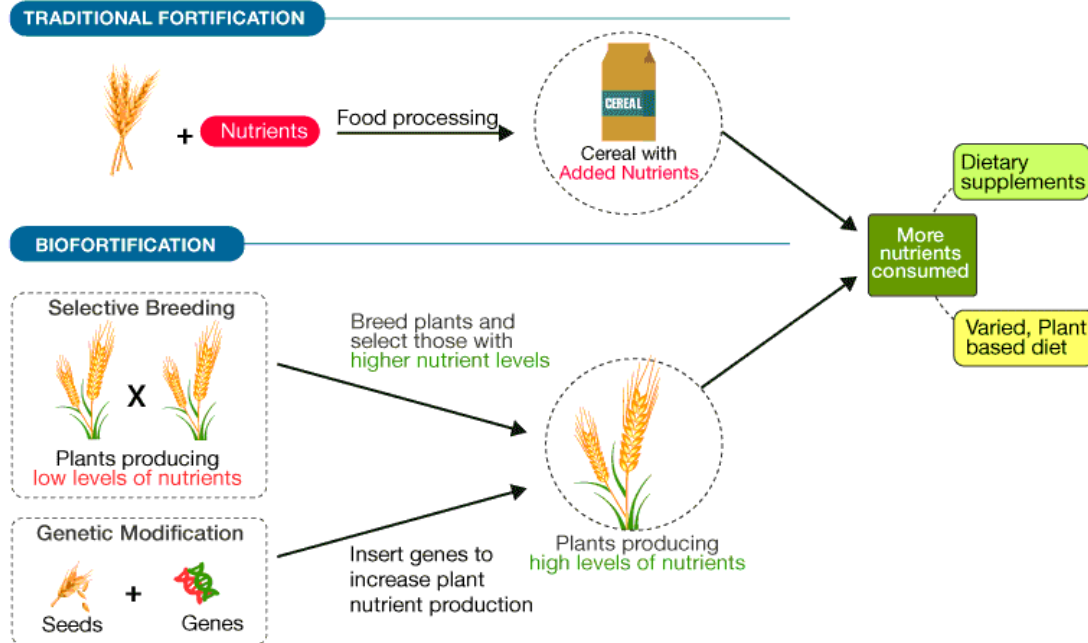 TRADITIONAL FORTIFICATION
+
Nutrients
Food processing
CEREAL
Cereal with
Added Nutrients
Dietary
supplements
More
nutrients
consumed
Varied, Plant
based diet
BIOFORTIFICATION
Selective Breeding
X
Plants producing
low levels of nutrients
Breed plants and
select those with
higher nutrient levels
Plants producing
high levels of nutrients
Genetic Modification
+
Seeds
Genes
Insert genes to
increase plant
nutrient production